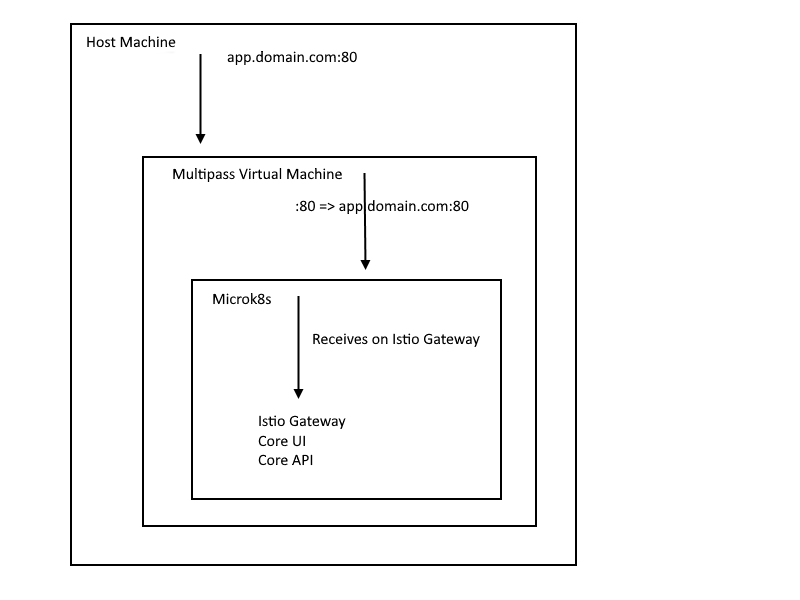 Host Machine
app.domain.com:80
Multipass Virtual Machine
:80 => app.domain.com:80
Microk8s
Receives on Istio Gateway
Istio Gateway
Core UI
Core API